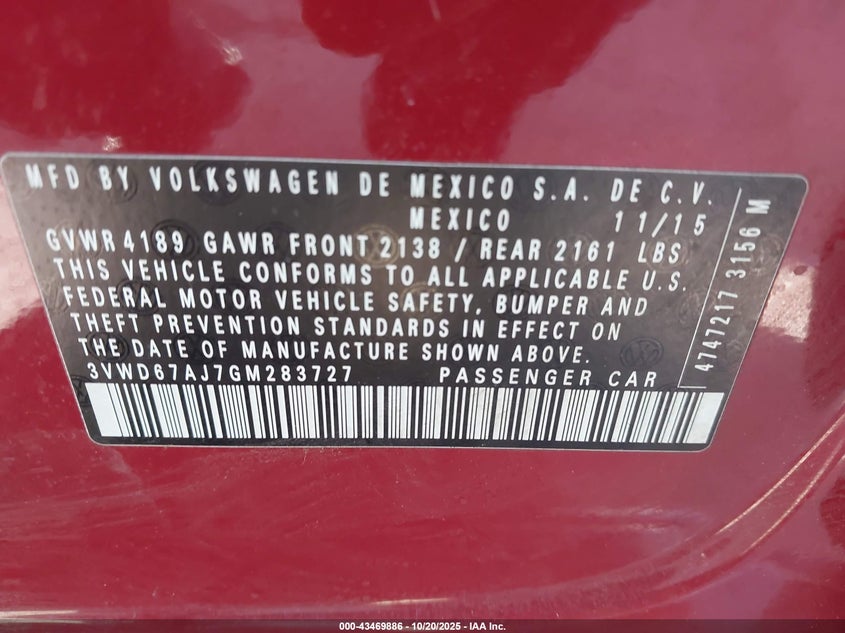 MFD BY VOLKSWAGEN DE MEXICO S.A. DE C.V.
MEXICO 11/15
GVWR 4189 GAWR FRONT 2138 / REAR 2161 LBS
THIS VEHICLE CONFORMS TO ALL APPLICABLE U.S.
FEDERAL MOTOR VEHICLE SAFETY, BUMPER AND
THEFT PREVENTION STANDARDS IN EFFECT ON
THE DATE OF MANUFACTURE SHOWN ABOVE.
3VWD67AJ7GM283727 PASSENGER CAR
4747217 3156 M
000-43469886 - 10/20/2025 - IAA Inc.